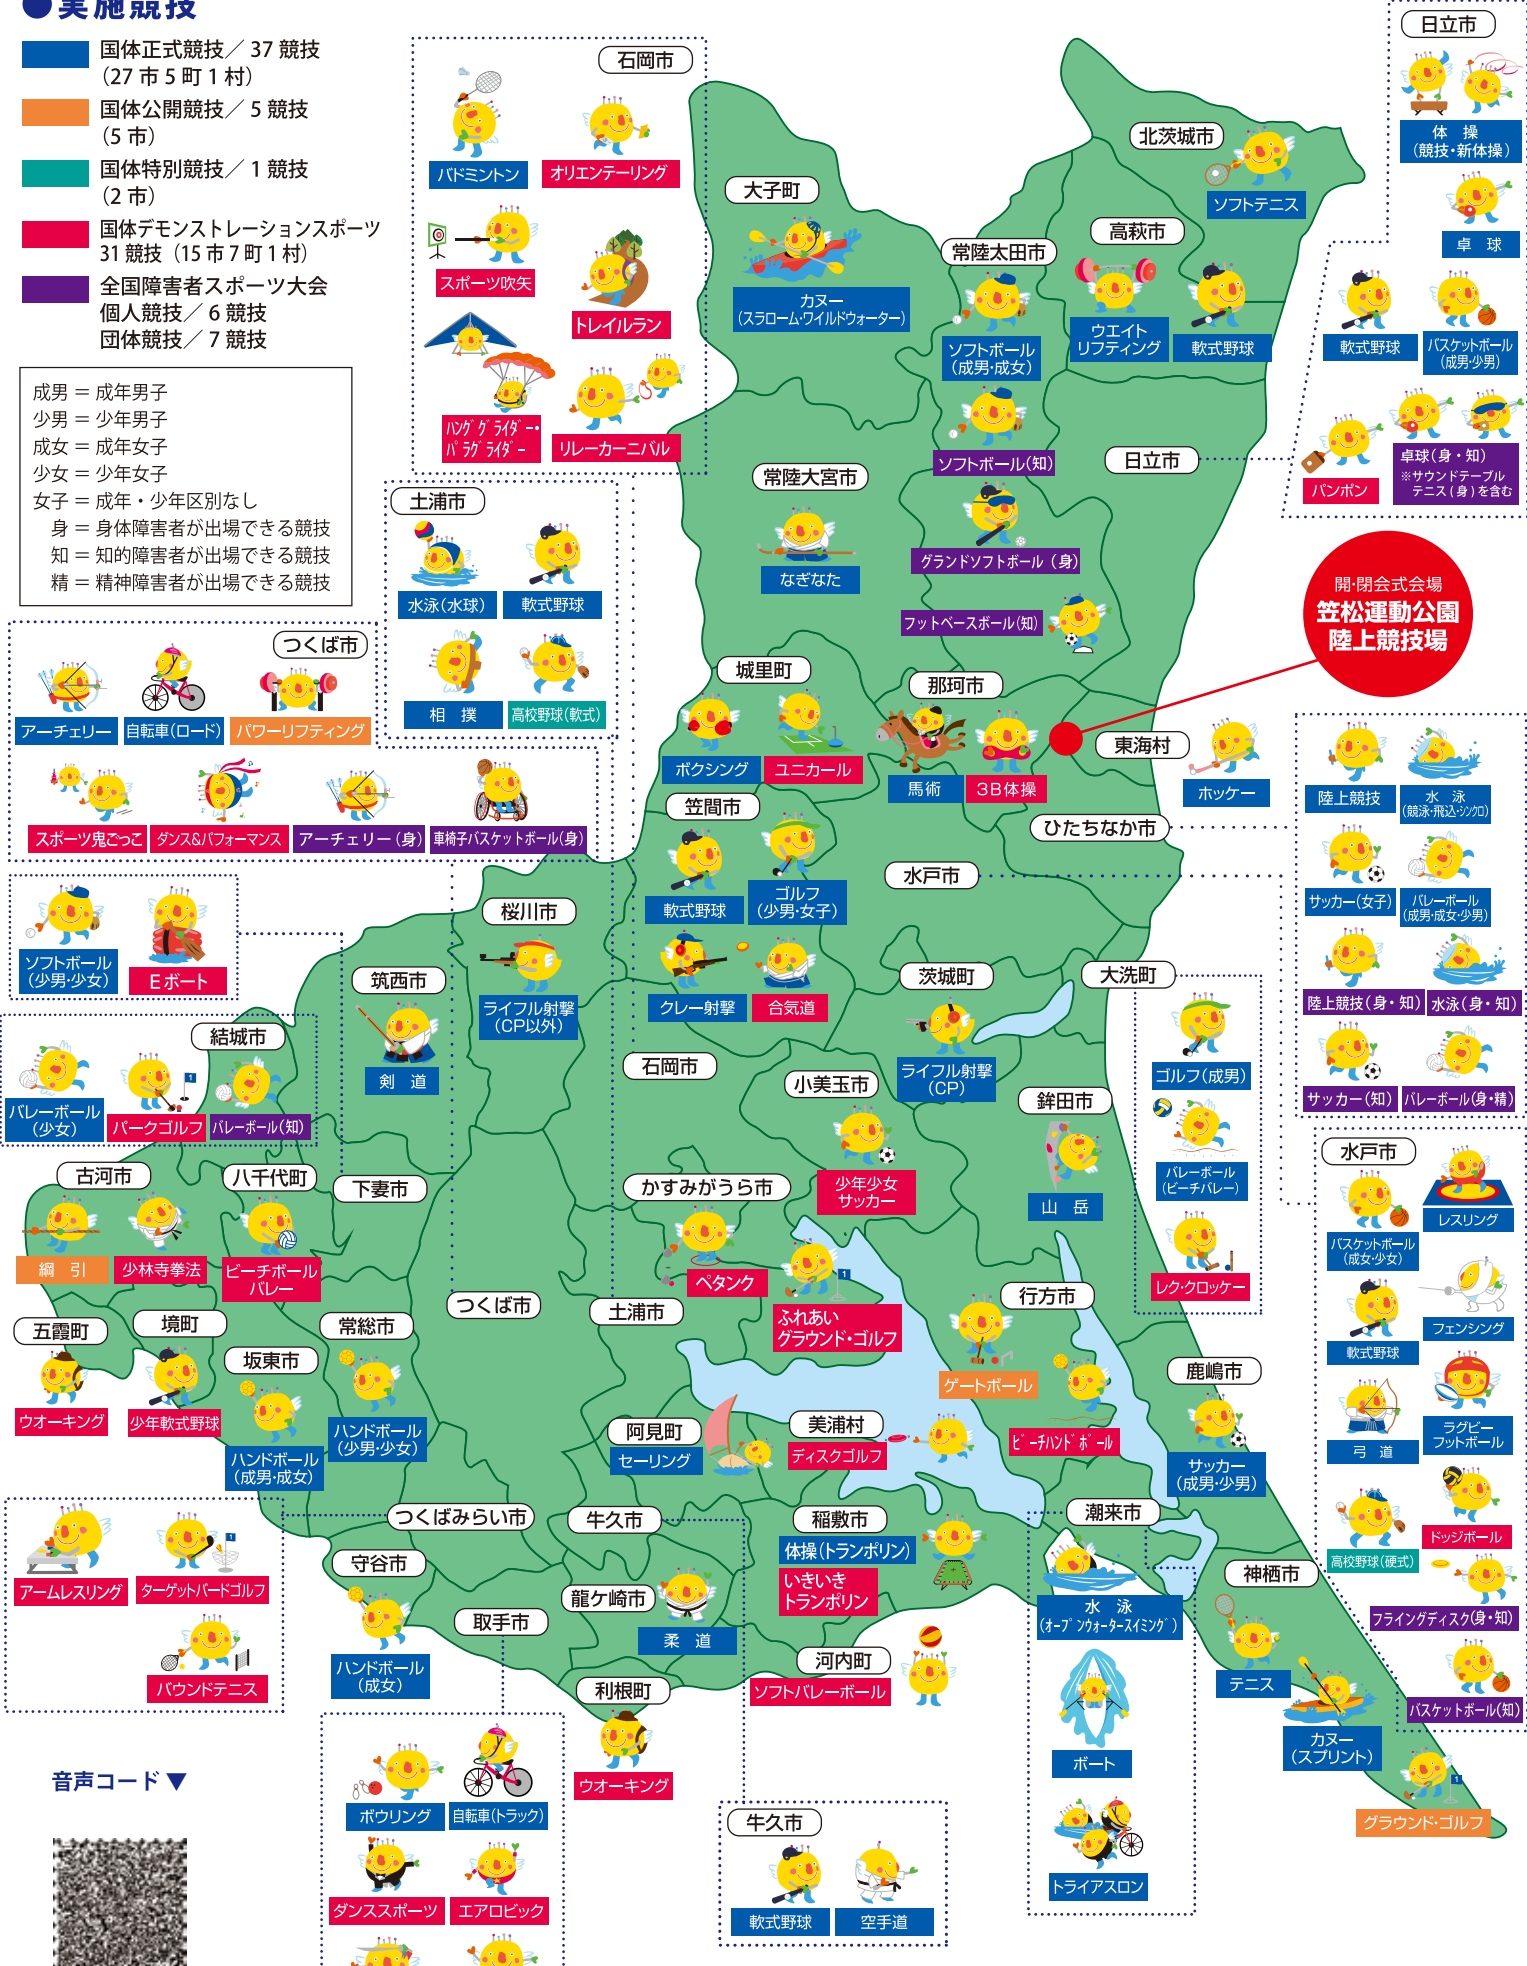 ●実施競技
国体正式競技／37競技
（27市5町1村）
国体公開競技／5競技
（5市）
国体特別競技／1競技
（2市）
国体デモンストレーションスポーツ
31競技（15市7町1村）
全国障害者スポーツ大会
個人競技／6競技
団体競技／7競技
成男＝成年男子
少男＝少年男子
成女＝成年女子
少女＝少年女子
女子＝成年・少年区別なし
身＝身体障害者が出場できる競技
知＝知的障害者が出場できる競技
精＝精神障害者が出場できる競技
石岡市
バドミントン
オリエンテーリング
スポーツ吹矢
トレイルラン
ハンググライダー・
パラグライダー
リレーカーニバル
土浦市
水泳（水球）
軟式野球
相　撲
高校野球（軟式）
つくば市
アーチェリー
自転車（ロード）
パワーリフティング
スポーツ鬼ごっこ
ダンス&パフォーマンス
アーチェリー（身）
車椅子バスケットボール（身）
ソフトボール
（少男・少女）
Eボート
結城市
バレーボール
（少女）
パークゴルフ
バレーボール（知）
大子町
カヌー
（スラローム・ワイルドウォーター）
北茨城市
ソフトテニス
高萩市
ウエイト
リフティング
軟式野球
常陸太田市
ソフトボール
（成男・成女）
ソフトボール（知）
グランドソフトボール（身）
フットベースボール（知）
常陸大宮市
なぎなた
日立市
日立市
体　操
（競技・新体操）
卓　球
軟式野球
バスケットボール
（成男・少男）
パンポン
卓球（身・知）
※サウンドテーブル
テニス（身）を含む
開・閉会式会場
笠松運動公園
陸上競技場
城里町
ボクシング
ユニカール
那珂市
馬術
3B体操
東海村
ホッケー
ひたちなか市
陸上競技
水　泳
（競泳・飛込・シンクロ）
サッカー（女子）
バレーボール
（成男・成女・少男）
陸上競技（身・知）
水泳（身・知）
サッカー（知）
バレーボール（身・精）
笠間市
軟式野球
ゴルフ
（少男・女子）
クレー射撃
合気道
水戸市
桜川市
ライフル射撃
（CP以外）
筑西市
剣　道
茨城町
ライフル射撃
（CP）
大洗町
ゴルフ（成男）
バレーボール
（ビーチバレー）
レク・クロッケー
石岡市
小美玉市
少年少女
サッカー
鉾田市
山　岳
水戸市
バスケットボール
（成女・少女）
レスリング
軟式野球
フェンシング
弓　道
ラグビー
フットボール
高校野球（硬式）
ドッジボール
フライングディスク（身・知）
バスケットボール（知）
古河市
綱　引
少林寺拳法
八千代町
ビーチボール
バレー
下妻市
かすみがうら市
ペタンク
ふれあい
グラウンド・ゴルフ
つくば市
土浦市
行方市
ゲートボール
ビーチハンドボール
五霞町
ウオーキング
境町
少年軟式野球
坂東市
ハンドボール
（成男・成女）
常総市
ハンドボール
（少男・少女）
阿見町
セーリング
美浦村
ディスクゴルフ
鹿嶋市
サッカー
（成男・少男）
つくばみらい市
アームレスリング
ターゲットバードゴルフ
バウンドテニス
守谷市
ハンドボール
（成女）
牛久市
龍ケ崎市
柔　道
稲敷市
体操（トランポリン）
いきいき
トランポリン
潮来市
水　泳
（オープンウォータースイミング）
ボート
トライアスロン
神栖市
テニス
カヌー
（スプリント）
グラウンド・ゴルフ
取手市
ボウリング
自転車（トラック）
ダンススポーツ
エアロビック
利根町
ウオーキング
河内町
ソフトバレーボール
牛久市
軟式野球
空手道
音声コード▼